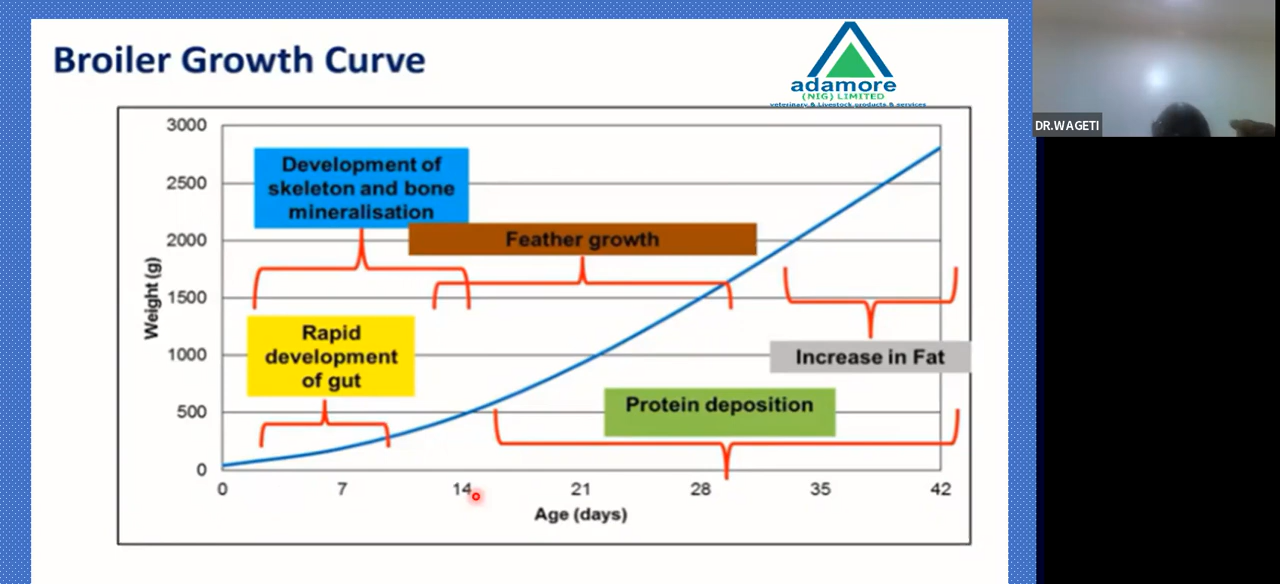 Broiler Growth Curve
adamore
(NIG) LIMITED
veterinary & Livestock products & services
DR.WAGETI
3000
2500
2000
1500
1000
500
0
Weight (g)
Development of
skeleton and bone
mineralisation
Feather growth
Rapid
development
of gut
Increase in Fat
Protein deposition
0 7 14 21 28 35 42
Age (days)